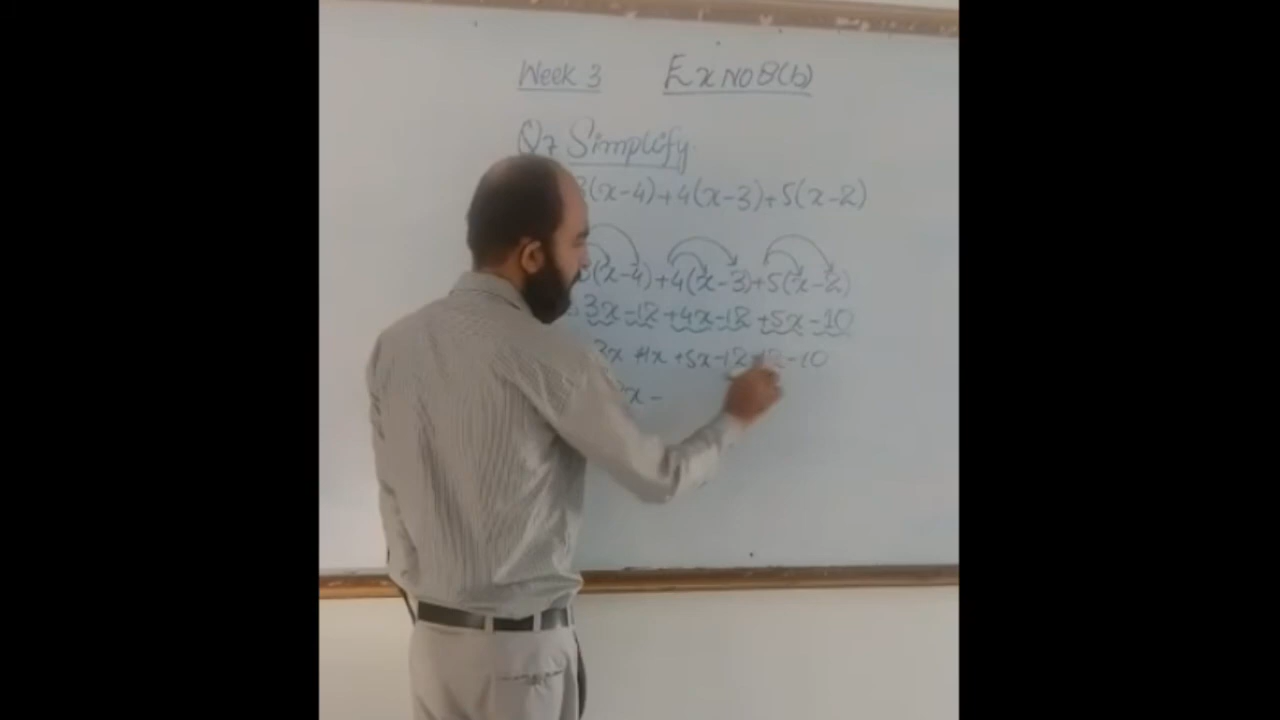 Week 3 Ex NO 8(b)
Q7 Simplify
3(x-4)+4(x-3)+5(x-2)
3(x-4)+4(x-3)+5(x-2)
3x-12+4x-12+5x-10
3x+4x+5x-12-12-10
2x-